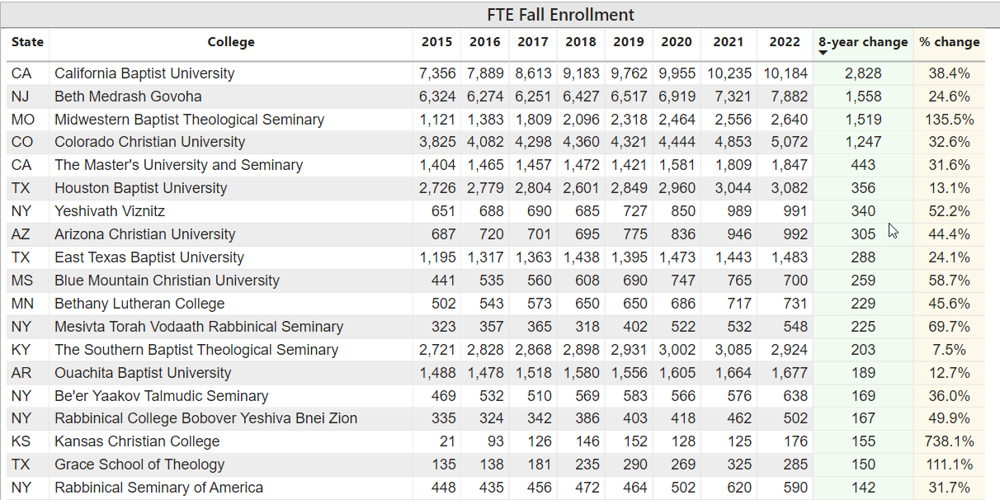 FTE Fall Enrollment
State College 2015 2016 2017 2018 2019 2020 2021 2022 8-year change % change
CA California Baptist University 7,356 7,889 8,613 9,183 9,762 9,955 10,235 10,184 2,828 38.4%
NJ Beth Medrash Govoha 6,324 6,274 6,251 6,427 6,517 6,919 7,321 7,882 1,558 24.6%
MO Midwestern Baptist Theological Seminary 1,121 1,383 1,809 2,096 2,318 2,464 2,556 2,640 1,519 135.5%
CO Colorado Christian University 3,825 4,082 4,298 4,360 4,321 4,444 4,853 5,072 1,247 32.6%
CA The Master's University and Seminary 1,404 1,465 1,457 1,472 1,421 1,581 1,809 1,847 443 31.6%
TX Houston Baptist University 2,726 2,779 2,804 2,601 2,849 2,960 3,044 3,082 356 13.1%
NY Yeshivath Viznitz 651 688 690 685 727 850 989 991 340 52.2%
AZ Arizona Christian University 687 720 701 695 775 836 946 992 305 44.4%
TX East Texas Baptist University 1,195 1,317 1,363 1,438 1,395 1,473 1,443 1,483 288 24.1%
MS Blue Mountain Christian University 441 535 560 608 690 747 765 700 259 58.7%
MN Bethany Lutheran College 502 543 573 650 650 686 717 731 229 45.6%
NY Mesivta Torah Vodaath Rabbinical Seminary 323 357 365 318 402 522 532 548 225 69.7%
KY The Southern Baptist Theological Seminary 2,721 2,828 2,868 2,898 2,931 3,002 3,085 2,924 203 7.5%
AR Ouachita Baptist University 1,488 1,478 1,518 1,580 1,556 1,605 1,664 1,677 189 12.7%
NY Be'er Yaakov Talmudic Seminary 469 532 510 569 583 566 576 638 169 36.0%
NY Rabbinical College Bobover Yeshiva Bnei Zion 335 324 342 386 403 418 462 502 167 49.9%
KS Kansas Christian College 21 93 126 146 152 128 125 176 155 738.1%
TX Grace School of Theology 135 138 181 235 290 269 325 285 150 111.1%
NY Rabbinical Seminary of America 448 435 456 472 464 502 620 590 142 31.7%